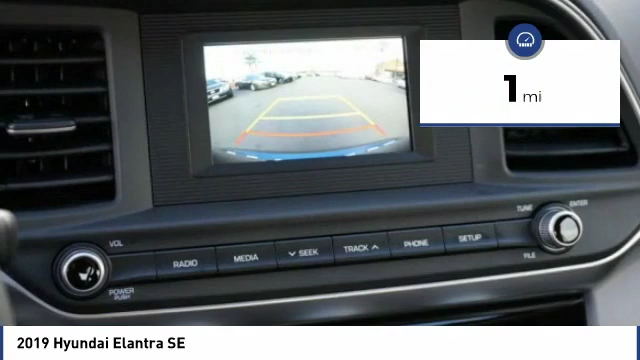 1 mi
VOL
POWER
PUSH
RADIO
MEDIA
SEEK
TRACK
PHONE
SETUP
TUNE
ENTER
FILE
2019 Hyundai Elantra SE